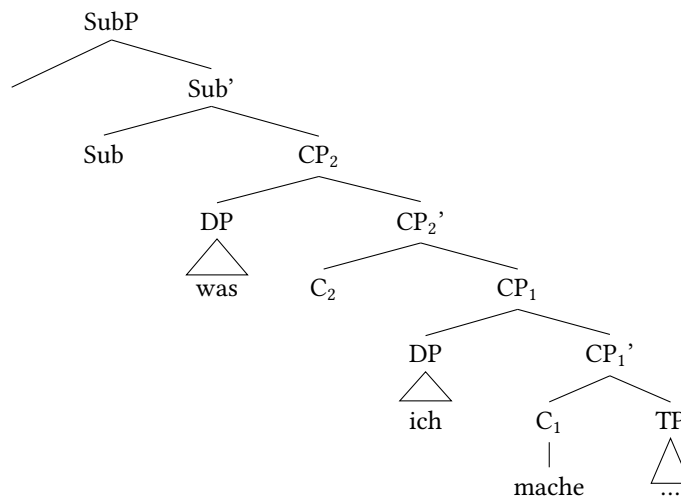 SubP
Sub'
Sub CP₂
DP CP₂'
was C₂ CP₁
DP CP₁'
ich C₁ TP
mache ...